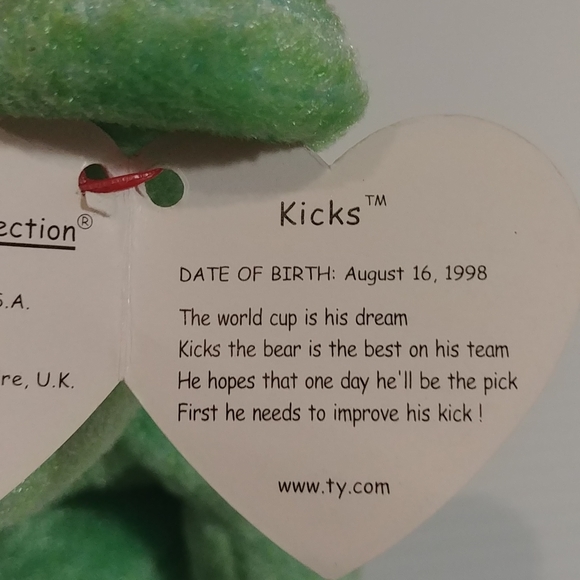 ection®
S.A.
re, U.K.
Kicks™
DATE OF BIRTH: August 16, 1998
The world cup is his dream
Kicks the bear is the best on his team
He hopes that one day he'll be the pick
First he needs to improve his kick !
www.ty.com